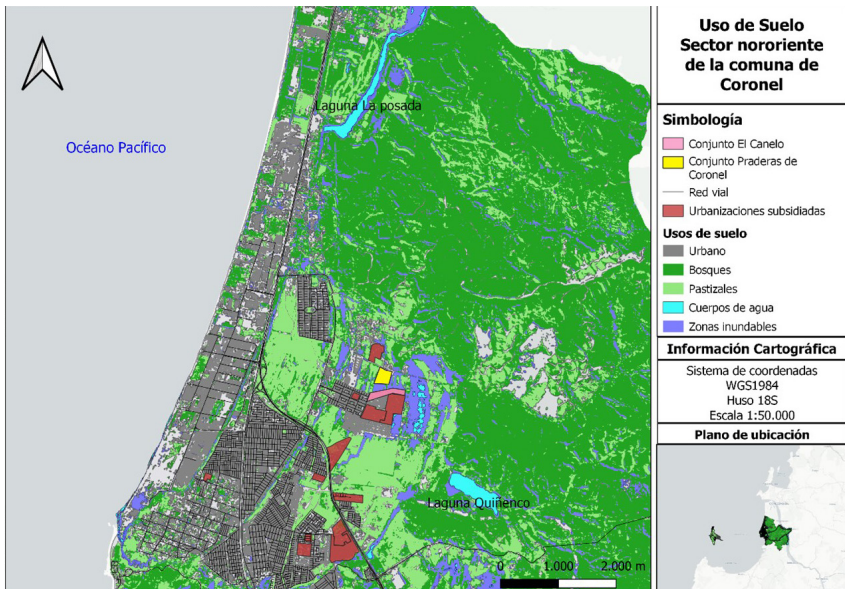 Océano Pacífico
Laguna La posada
Laguna Quiñenco
0 1.000 2.000 m
Uso de Suelo
Sector nororiente
de la comuna de
Coronel
Simbología
Conjunto El Canelo
Conjunto Praderas de
Coronel
Red vial
Urbanizaciones subsidiadas
Usos de suelo
Urbano
Bosques
Pastizales
Cuerpos de agua
Zonas inundables
Información Cartográfica
Sistema de coordenadas
WGS1984
Huso 18S
Escala 1:50.000
Plano de ubicación